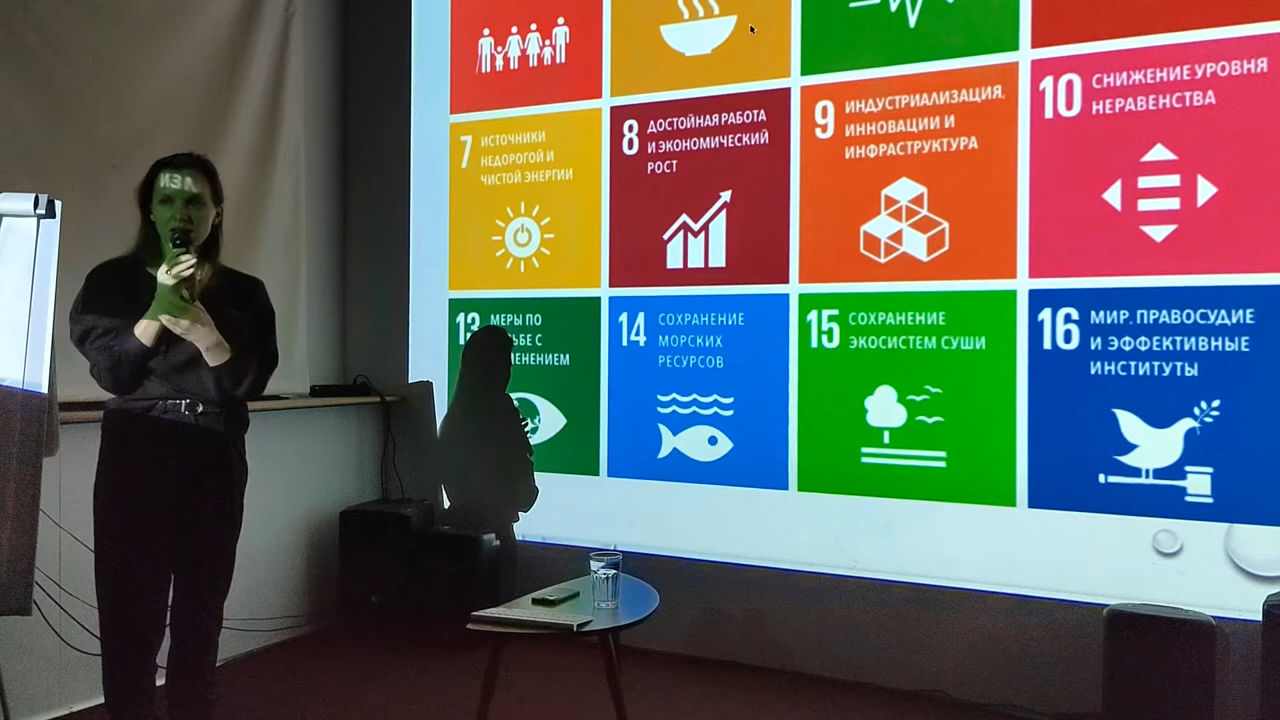 7 ИСТОЧНИКИ
НЕДОРОГОЙ И
ЧИСТОЙ ЭНЕРГИИ
8 ДОСТОЙНАЯ РАБОТА
И ЭКОНОМИЧЕСКИЙ
РОСТ
9 ИНДУСТРИАЛИЗАЦИЯ,
ИННОВАЦИИ И
ИНФРАСТРУКТУРА
10 СНИЖЕНИЕ УРОВНЯ
НЕРАВЕНСТВА
13 МЕРЫ ПО
С
14 СОХРАНЕНИЕ
МОРСКИХ
РЕСУРСОВ
15 СОХРАНЕНИЕ
ЭКОСИСТЕМ СУШИ
16 МИР, ПРАВОСУДИЕ
И ЭФФЕКТИВНЫЕ
ИНСТИТУТЫ